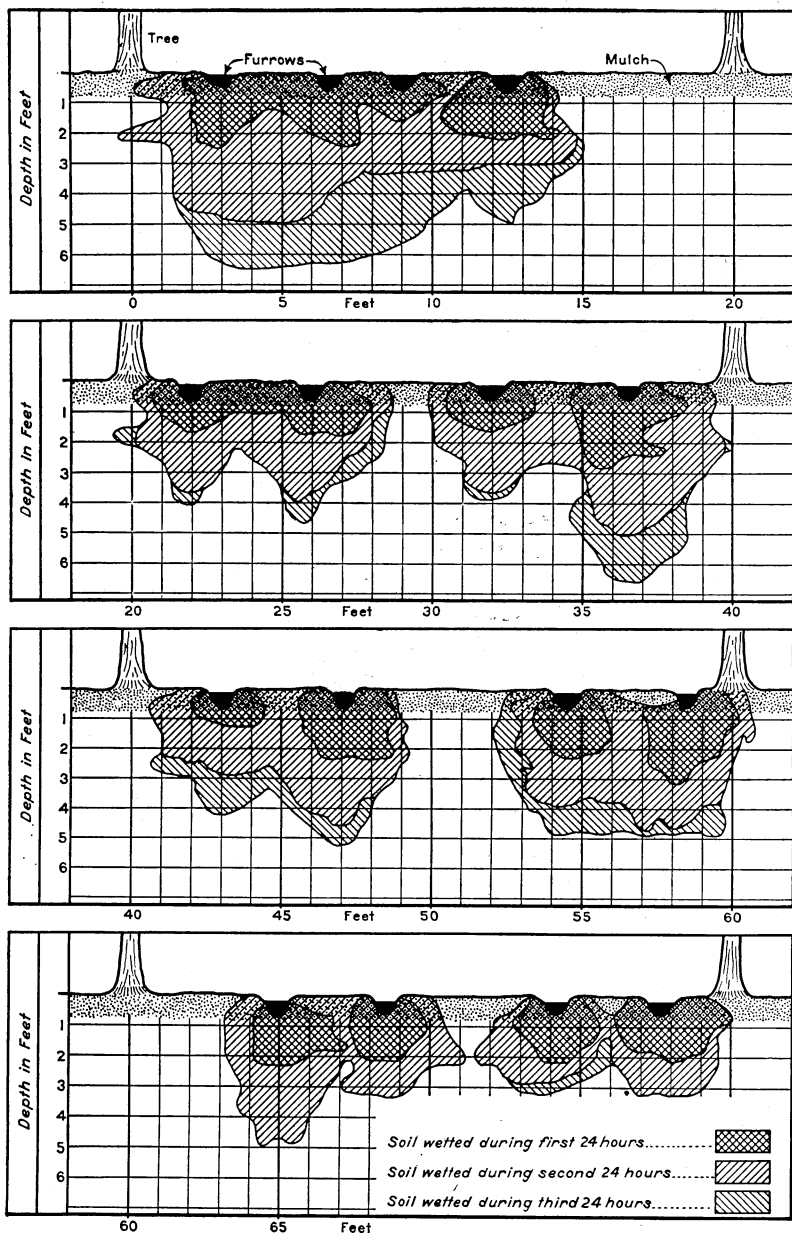 Tree
Furrows
Mulch
Depth in Feet
1
2
3
4
5
6
0 5 Feet 10 15 20
Depth in Feet
1
2
3
4
5
6
20 25 Feet 30 35 40
Depth in Feet
1
2
3
4
5
6
40 45 Feet 50 55 60
Depth in Feet
1
2
3
4
5
6
Soil wetted during first 24 hours
Soil wetted during second 24 hours
Soil wetted during third 24 hours
60 65 Feet